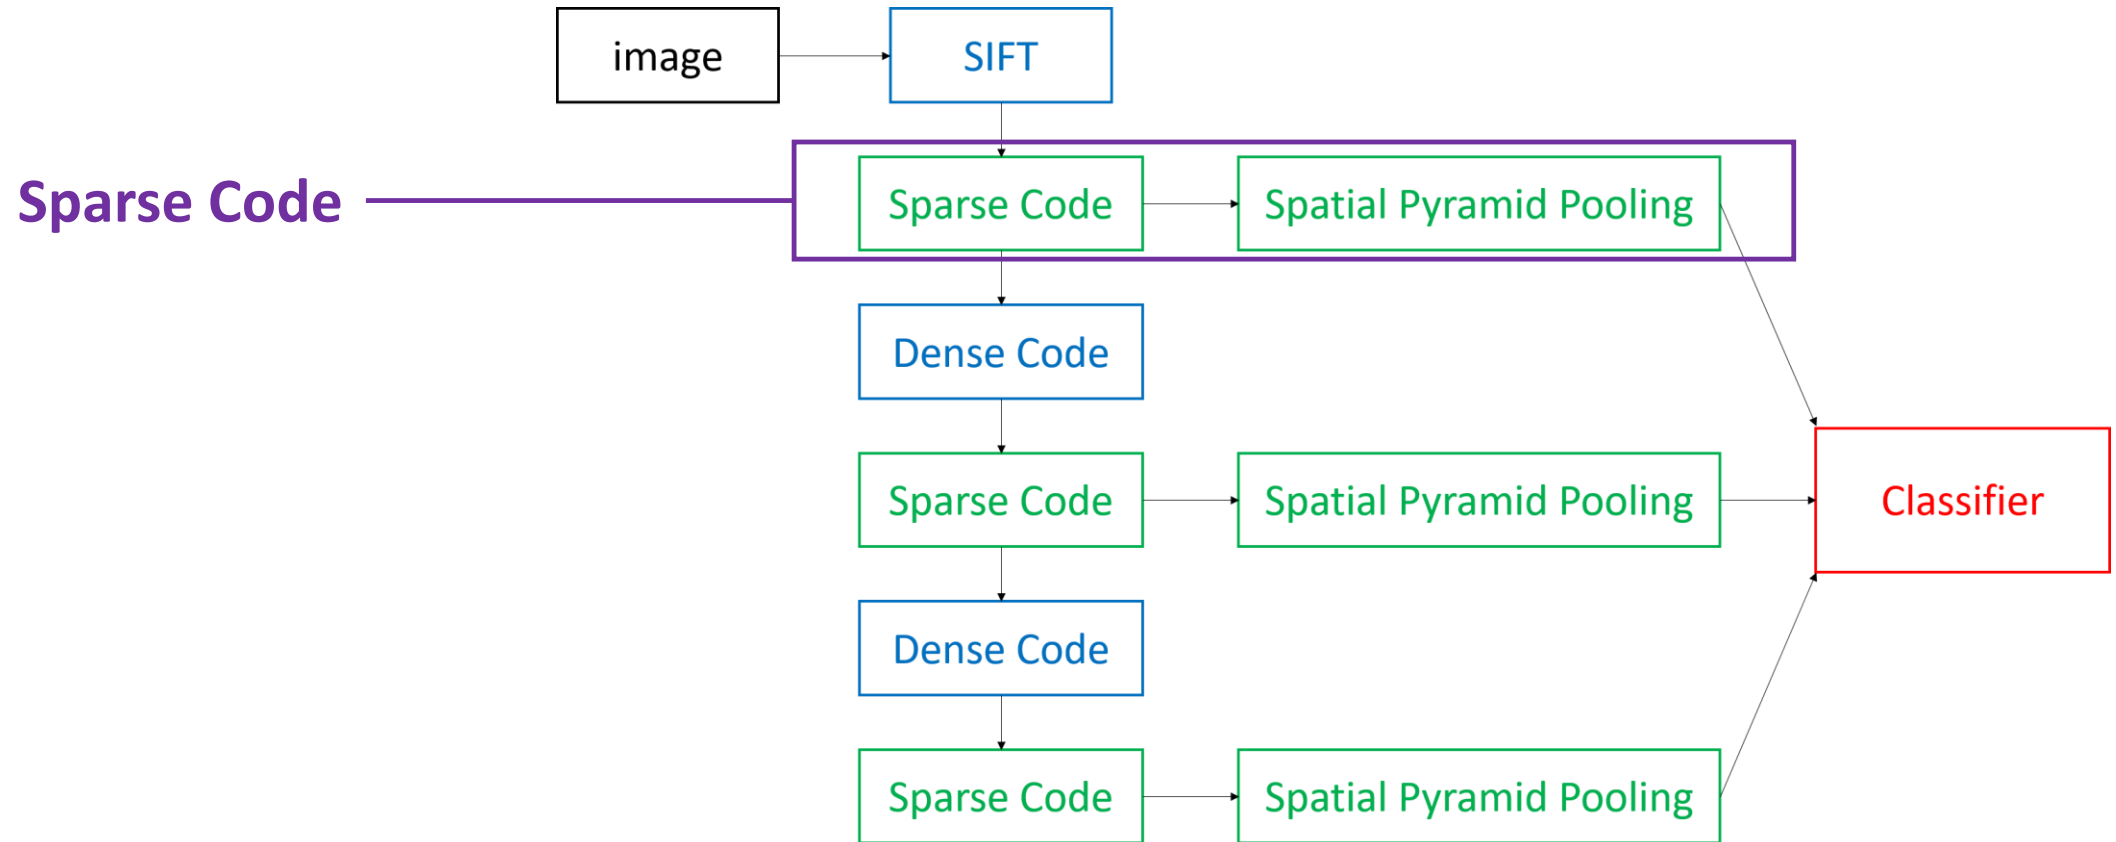 image
SIFT
Sparse Code
Sparse Code
Spatial Pyramid Pooling
Dense Code
Sparse Code
Spatial Pyramid Pooling
Classifier
Dense Code
Sparse Code
Spatial Pyramid Pooling